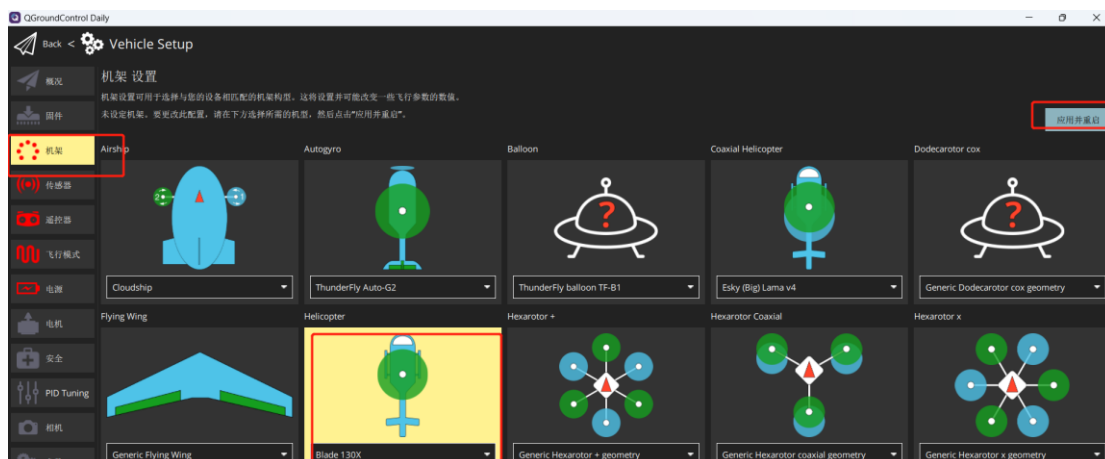 QGroundControl Daily
Back < Vehicle Setup
概况
固件
机架
传感器
遥控器
飞行模式
电源
电机
安全
PID Tuning
相机
机架 设置
机架设置可用于选择与您的设备相匹配的机架构型。这将设置并可能改变一些飞行参数的数值。
未设定机架。要更改此配置，请在下方选择所需的机型，然后点击"应用并重启"。
应用并重启
Airship
Autogyro
Balloon
Coaxial Helicopter
Dodecarotor cox
2
1
?
?
Cloudship
ThunderFly Auto-G2
ThunderFly balloon TF-B1
Esky (Big) Lama v4
Generic Dodecarotor cox geometry
Flying Wing
Helicopter
Hexarotor +
Hexarotor Coaxial
Hexarotor x
Generic Flying Wing
Blade 130X
Generic Hexarotor + geometry
Generic Hexarotor coaxial geometry
Generic Hexarotor x geometry